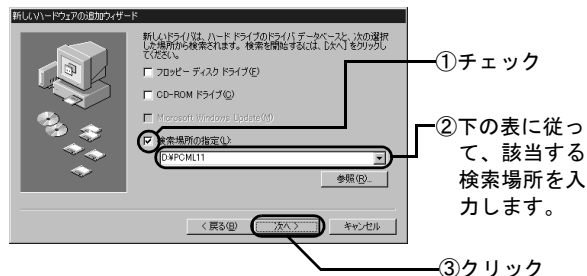 新しいハードウェアの追加ウィザード
新しいドライバは、ハード ドライブのドライバ データベースと、次の選択
した場所から検索されます。検索を開始するには、[次へ] をクリックし
てください。
フロッピー ディスク ドライブ(F)
CD-ROM ドライブ(C)
Microsoft Windows Update(M)
検索場所の指定(L):
D:¥PCML11
参照(R)...
< 戻る(B)
次へ >
キャンセル
①チェック
②下の表に従っ
て、該当する
検索場所を入
力します。
③クリック